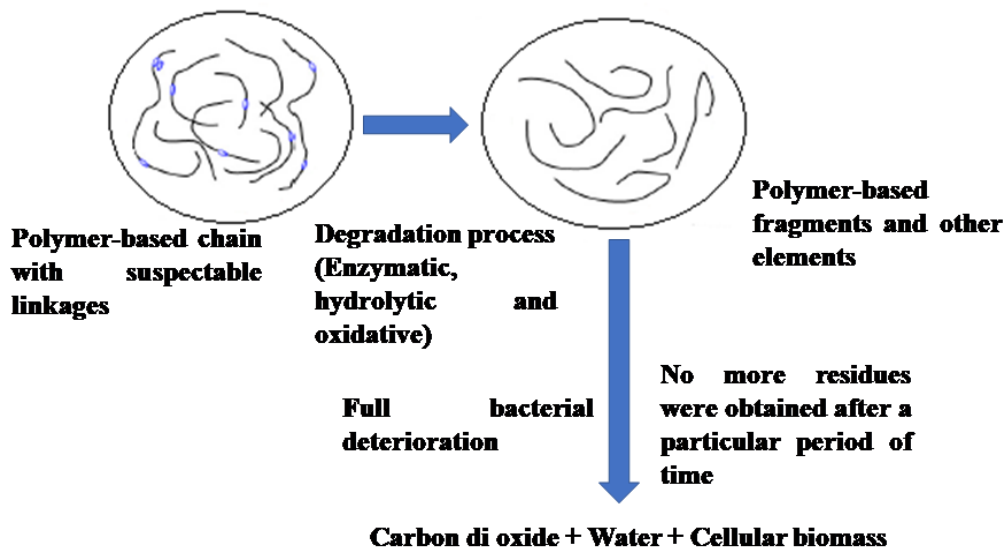 Polymer-based chain
with suspectable
linkages
Degradation process
(Enzymatic,
hydrolytic and
oxidative)
Polymer-based
fragments and other
elements
Full bacterial
deterioration
No more residues
were obtained after a
particular period of
time
Carbon di oxide + Water + Cellular biomass